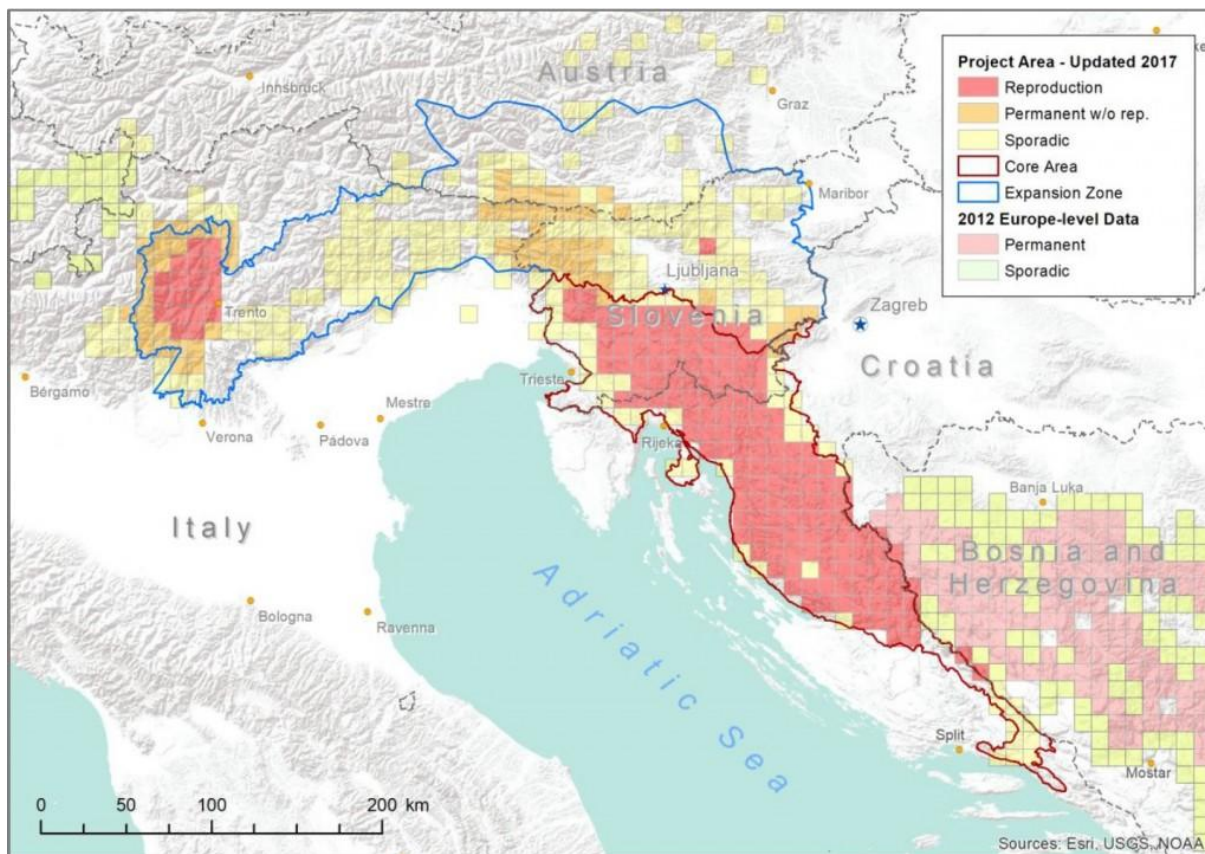 Austria
Innsbruck
Graz
Maribor
Ljubljana
Slovenia
Zagreb
Croatia
Trento
Trieste
Bérgamo
Verona
Pádova
Mestre
Rijeka
Italy
Banja Luka
Bosnia and
Herzegovina
Bologna
Ravenna
Adriatic Sea
Split
Mostar
Project Area - Updated 2017
Reproduction
Permanent w/o rep.
Sporadic
Core Area
Expansion Zone
2012 Europe-level Data
Permanent
Sporadic
0 50 100 200 km
Sources: Esri, USGS, NOAA